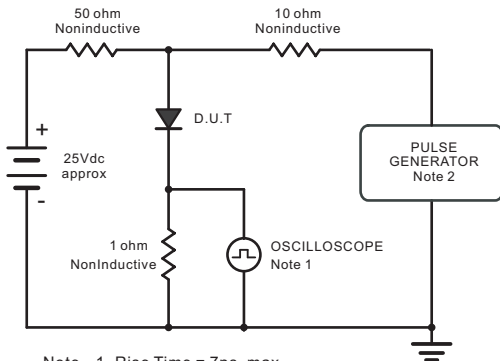 50 ohm
Noninductive
10 ohm
Noninductive
D.U.T
+
25Vdc
approx
-
PULSE
GENERATOR
Note 2
1 ohm
NonInductive
OSCILLOSCOPE
Note 1